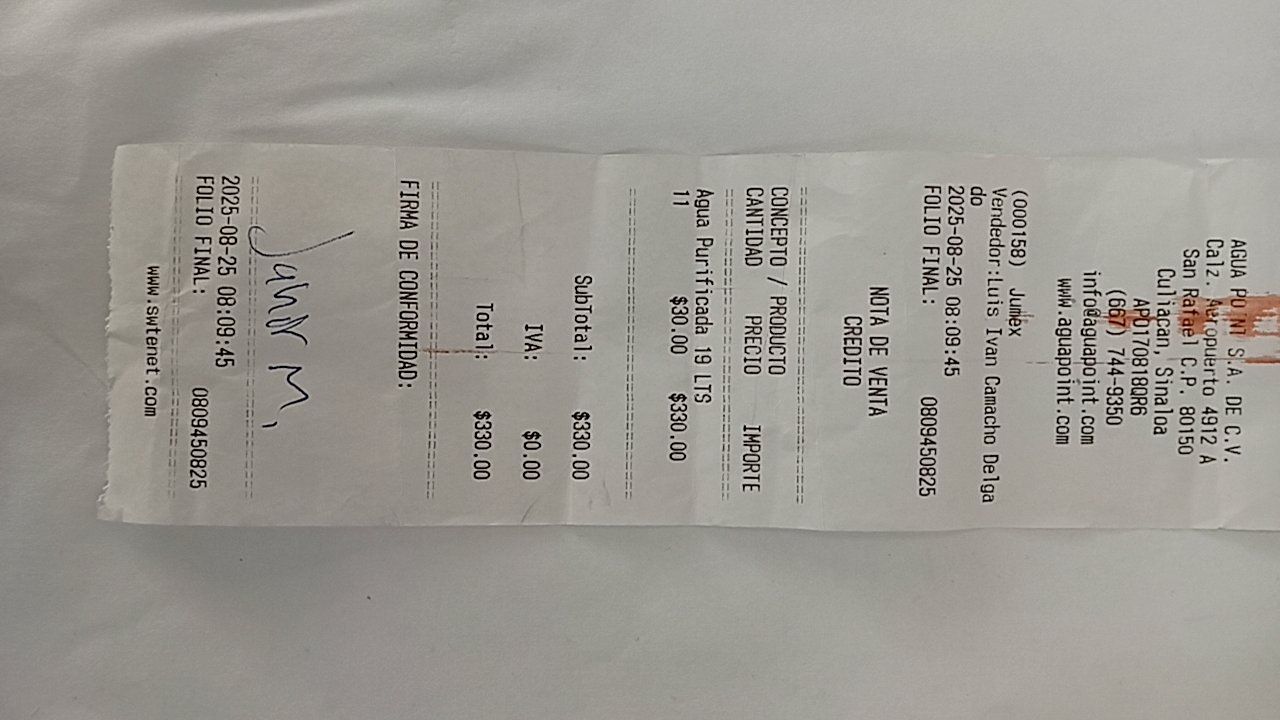 AGUA POINT S.A. DE C.V.
Calz. Aeropuerto 4912 A
San Rafael C.P. 80150
Culiacan, Sinaloa
APO170818QR6
(667) 744-9350
info@aguapoint.com
www.aguapoint.com
(000158) Jumex
Vendedor:Luis Ivan Camacho Delga
do
2025-08-25 08:09:45
FOLIO FINAL: 0809450825
NOTA DE VENTA
CREDITO
CONCEPTO / PRODUCTO
CANTIDAD PRECIO IMPORTE
Agua Purificada 19 LTS
11 $30.00 $330.00
SubTotal: $330.00
IVA: $0.00
Total: $330.00
FIRMA DE CONFORMIDAD:
M,
2025-08-25 08:09:45
FOLIO FINAL: 0809450825
www.swtenet.com